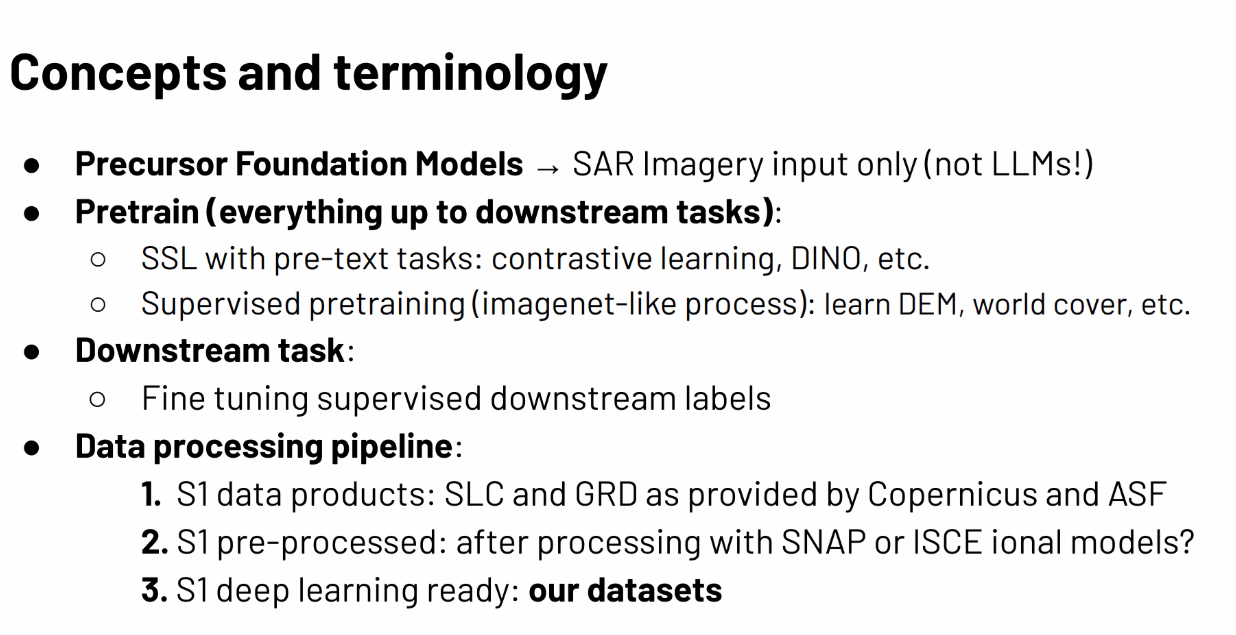 Concepts and terminology
● Precursor Foundation Models → SAR Imagery input only (not LLMs!)
● Pretrain (everything up to downstream tasks):
○ SSL with pre-text tasks: contrastive learning, DINO, etc.
○ Supervised pretraining (imagenet-like process): learn DEM, world cover, etc.
● Downstream task:
○ Fine tuning supervised downstream labels
● Data processing pipeline:
1. S1 data products: SLC and GRD as provided by Copernicus and ASF
2. S1 pre-processed: after processing with SNAP or ISCE ional models?
3. S1 deep learning ready: our datasets